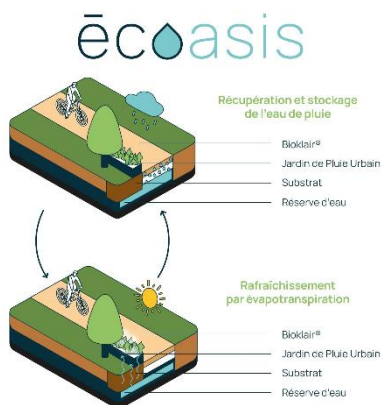 ēcoasis
Récupération et stockage
de l'eau de pluie
Bioklair®
Jardin de Pluie Urbain
Substrat
Réserve d'eau
Rafraîchissement
par évapotranspiration
Bioklair®
Jardin de Pluie Urbain
Substrat
Réserve d'eau